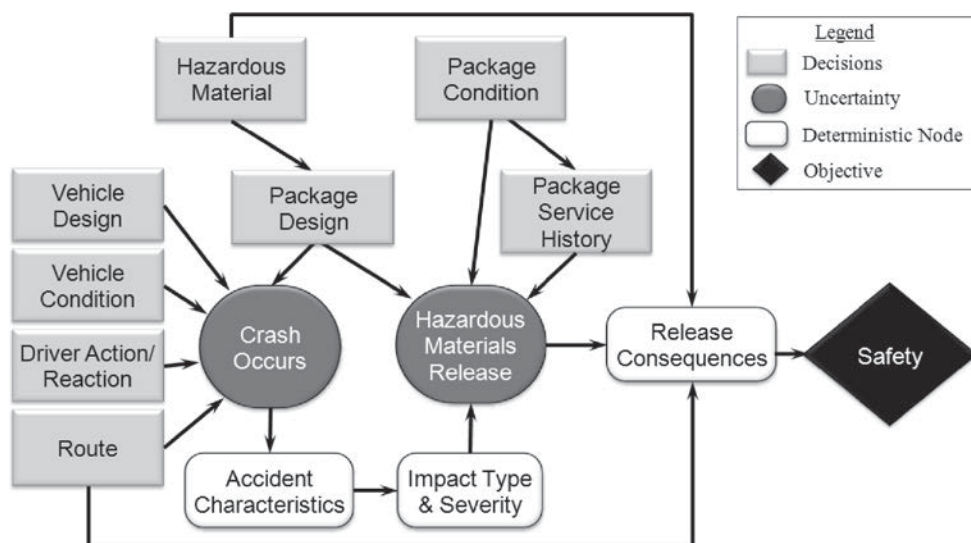 Hazardous
Material
Package
Condition
Legend
Decisions
Uncertainty
Deterministic Node
Objective
Vehicle
Design
Package
Design
Package
Service
History
Vehicle
Condition
Driver Action/
Reaction
Route
Crash
Occurs
Hazardous
Materials
Release
Release
Consequences
Safety
Accident
Characteristics
Impact Type
& Severity